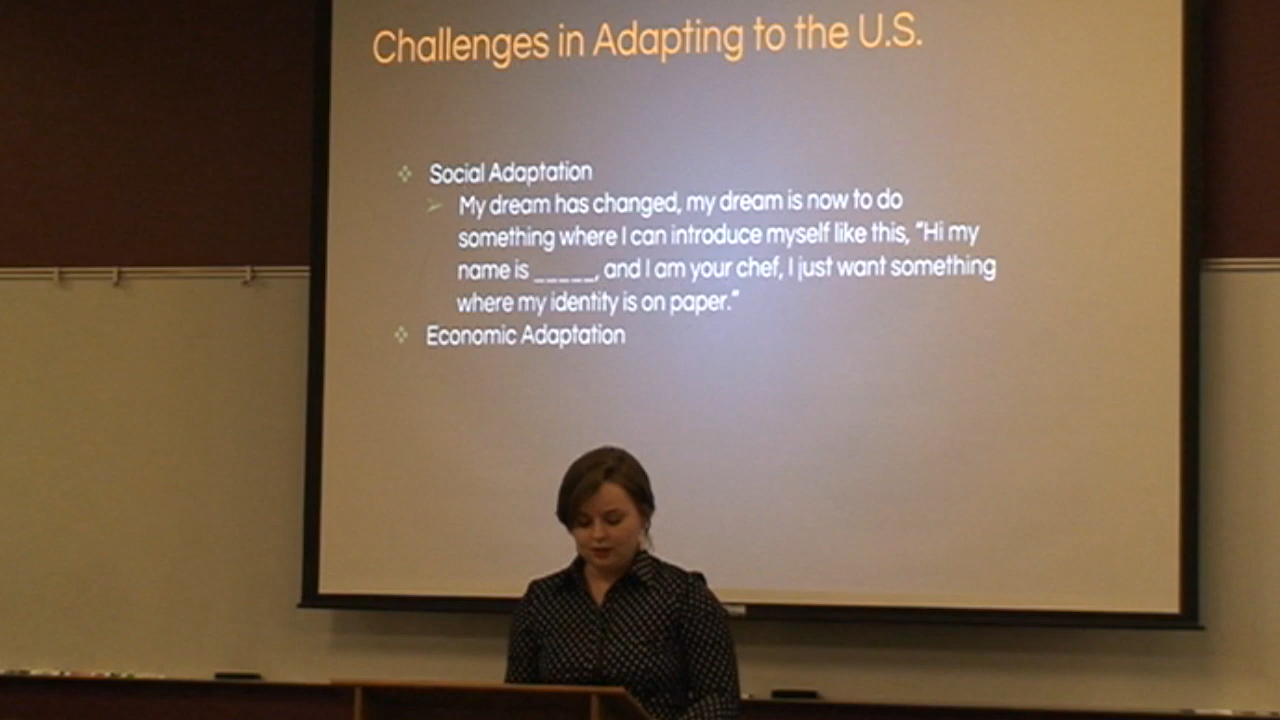 Challenges in Adapting to the U.S.
Social Adaptation
My dream has changed, my dream is now to do
something where I can introduce myself like this, “Hi my
name is _____, and I am your chef, I just want something
where my identity is on paper.”
Economic Adaptation